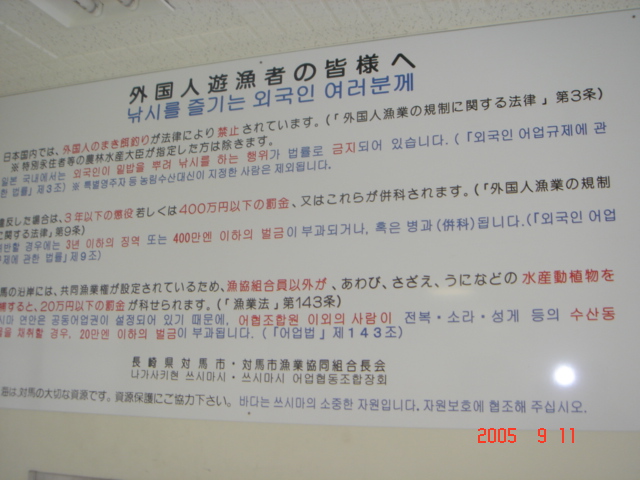 外国人遊漁者の皆様へ
낚시를 즐기는 외국인 여러분께
日本国内では、外国人のまき餌釣りが法律により禁止されています。(「外国人漁業の規制に関する法律」第3条)
※ 特別永住者等の農林水産大臣が指定した方は除きます。
일본 국내에서는 외국인이 밑밥을 뿌려 낚시를 하는 행위가 법률로 금지되어 있습니다. (「외국인 어업규제에 관
한 법률」제3조) ※ 특별영주자 등 농림수산대신이 지정한 사람은 제외됩니다.
違反した場合は、3年以下の懲役若しくは400万円以下の罰金、又はこれらが併科されます。(「外国人漁業の規制
に関する法律」第9条)
위반할 경우에는 3년 이하의 징역 또는 400만엔 이하의 벌금이 부과되거나, 혹은 병과(併科)됩니다.(「외국인 어업
규제에 관한 법률」제9조)
馬の沿岸には、共同漁業権が設定されているため、漁協組合員以外が、あわび、さざえ、うになどの水産動植物を
捕すると、20万円以下の罰金が科せられます。(「漁業法」第143条)
시마 연안은 공동어업권이 설정되어 있기 때문에, 어협조합원 이외의 사람이 전복·소라·성게 등의 수산동
물을 채취할 경우, 20만엔 이하의 벌금이 부과됩니다. (「어업법」제143조)
長崎県対馬市・対馬市漁業協同組合長会
나가사키현 쓰시마시·쓰시마시 어업협동조합장회
海は、対馬の大切な資源です。資源保護にご協力下さい。 바다는 쓰시마의 소중한 자원입니다. 자원보호에 협조해 주십시오.
2005 9 11